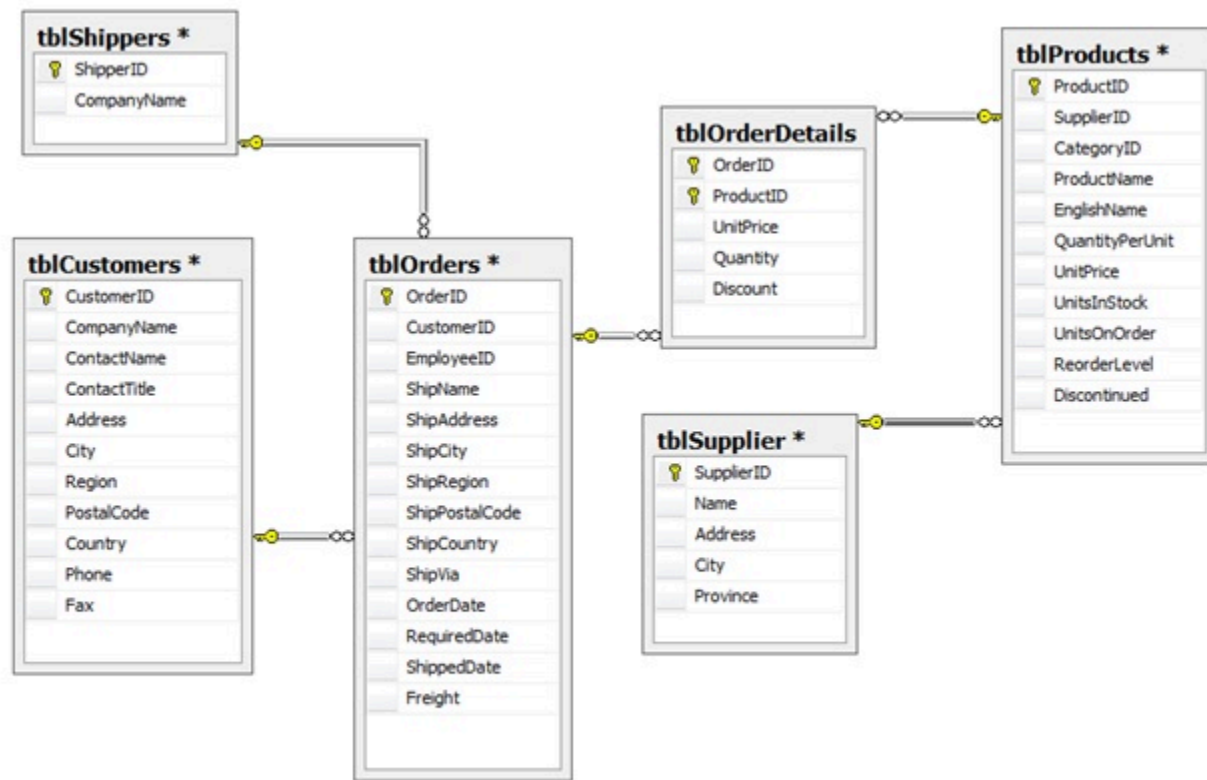 tblShippers *
ShipperID
CompanyName
tblCustomers *
CustomerID
CompanyName
ContactName
ContactTitle
Address
City
Region
PostalCode
Country
Phone
Fax
tblOrders *
OrderID
CustomerID
EmployeeID
ShipName
ShipAddress
ShipCity
ShipRegion
ShipPostalCode
ShipCountry
ShipVia
OrderDate
RequiredDate
ShippedDate
Freight
tblOrderDetails
OrderID
ProductID
UnitPrice
Quantity
Discount
tblSupplier *
SupplierID
Name
Address
City
Province
tblProducts *
ProductID
SupplierID
CategoryID
ProductName
EnglishName
QuantityPerUnit
UnitPrice
UnitsInStock
UnitsOnOrder
ReorderLevel
Discontinued